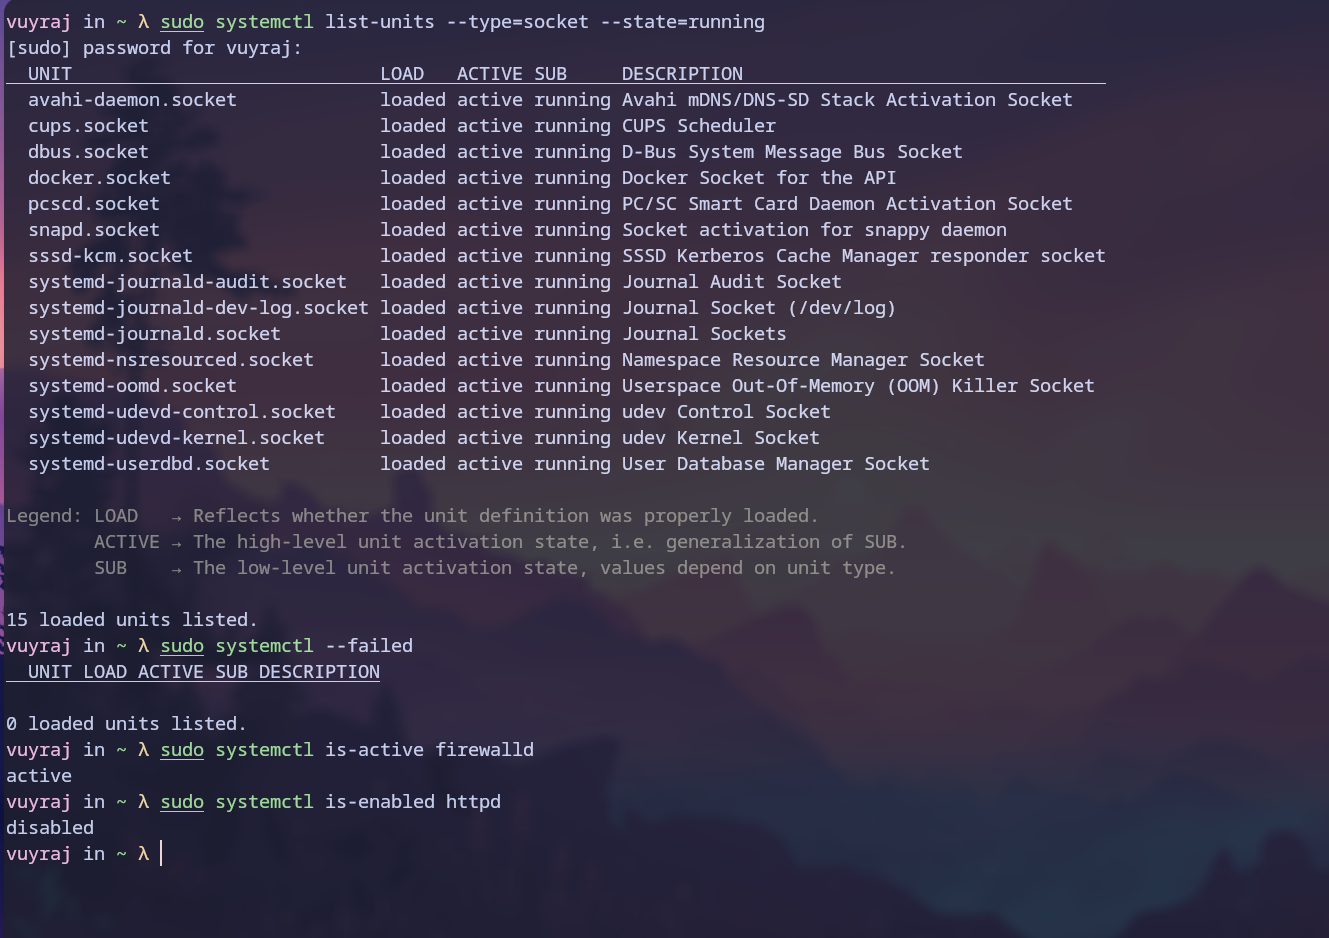 vuyraj in ~ λ sudo systemctl list-units --type=socket --state=running
[sudo] password for vuyraj:
  UNIT                            LOAD   ACTIVE SUB     DESCRIPTION
  avahi-daemon.socket             loaded active running Avahi mDNS/DNS-SD Stack Activation Socket
  cups.socket                     loaded active running CUPS Scheduler
  dbus.socket                     loaded active running D-Bus System Message Bus Socket
  docker.socket                   loaded active running Docker Socket for the API
  pcscd.socket                    loaded active running PC/SC Smart Card Daemon Activation Socket
  snapd.socket                    loaded active running Socket activation for snappy daemon
  sssd-kcm.socket                 loaded active running SSSD Kerberos Cache Manager responder socket
  systemd-journald-audit.socket   loaded active running Journal Audit Socket
  systemd-journald-dev-log.socket loaded active running Journal Socket (/dev/log)
  systemd-journald.socket         loaded active running Journal Sockets
  systemd-nsresourced.socket      loaded active running Namespace Resource Manager Socket
  systemd-oomd.socket             loaded active running Userspace Out-Of-Memory (OOM) Killer Socket
  systemd-udevd-control.socket    loaded active running udev Control Socket
  systemd-udevd-kernel.socket     loaded active running udev Kernel Socket
  systemd-userdbd.socket          loaded active running User Database Manager Socket

Legend: LOAD   → Reflects whether the unit definition was properly loaded.
        ACTIVE → The high-level unit activation state, i.e. generalization of SUB.
        SUB    → The low-level unit activation state, values depend on unit type.

15 loaded units listed.
vuyraj in ~ λ sudo systemctl --failed
  UNIT LOAD ACTIVE SUB DESCRIPTION

0 loaded units listed.
vuyraj in ~ λ sudo systemctl is-active firewalld
active
vuyraj in ~ λ sudo systemctl is-enabled httpd
disabled
vuyraj in ~ λ